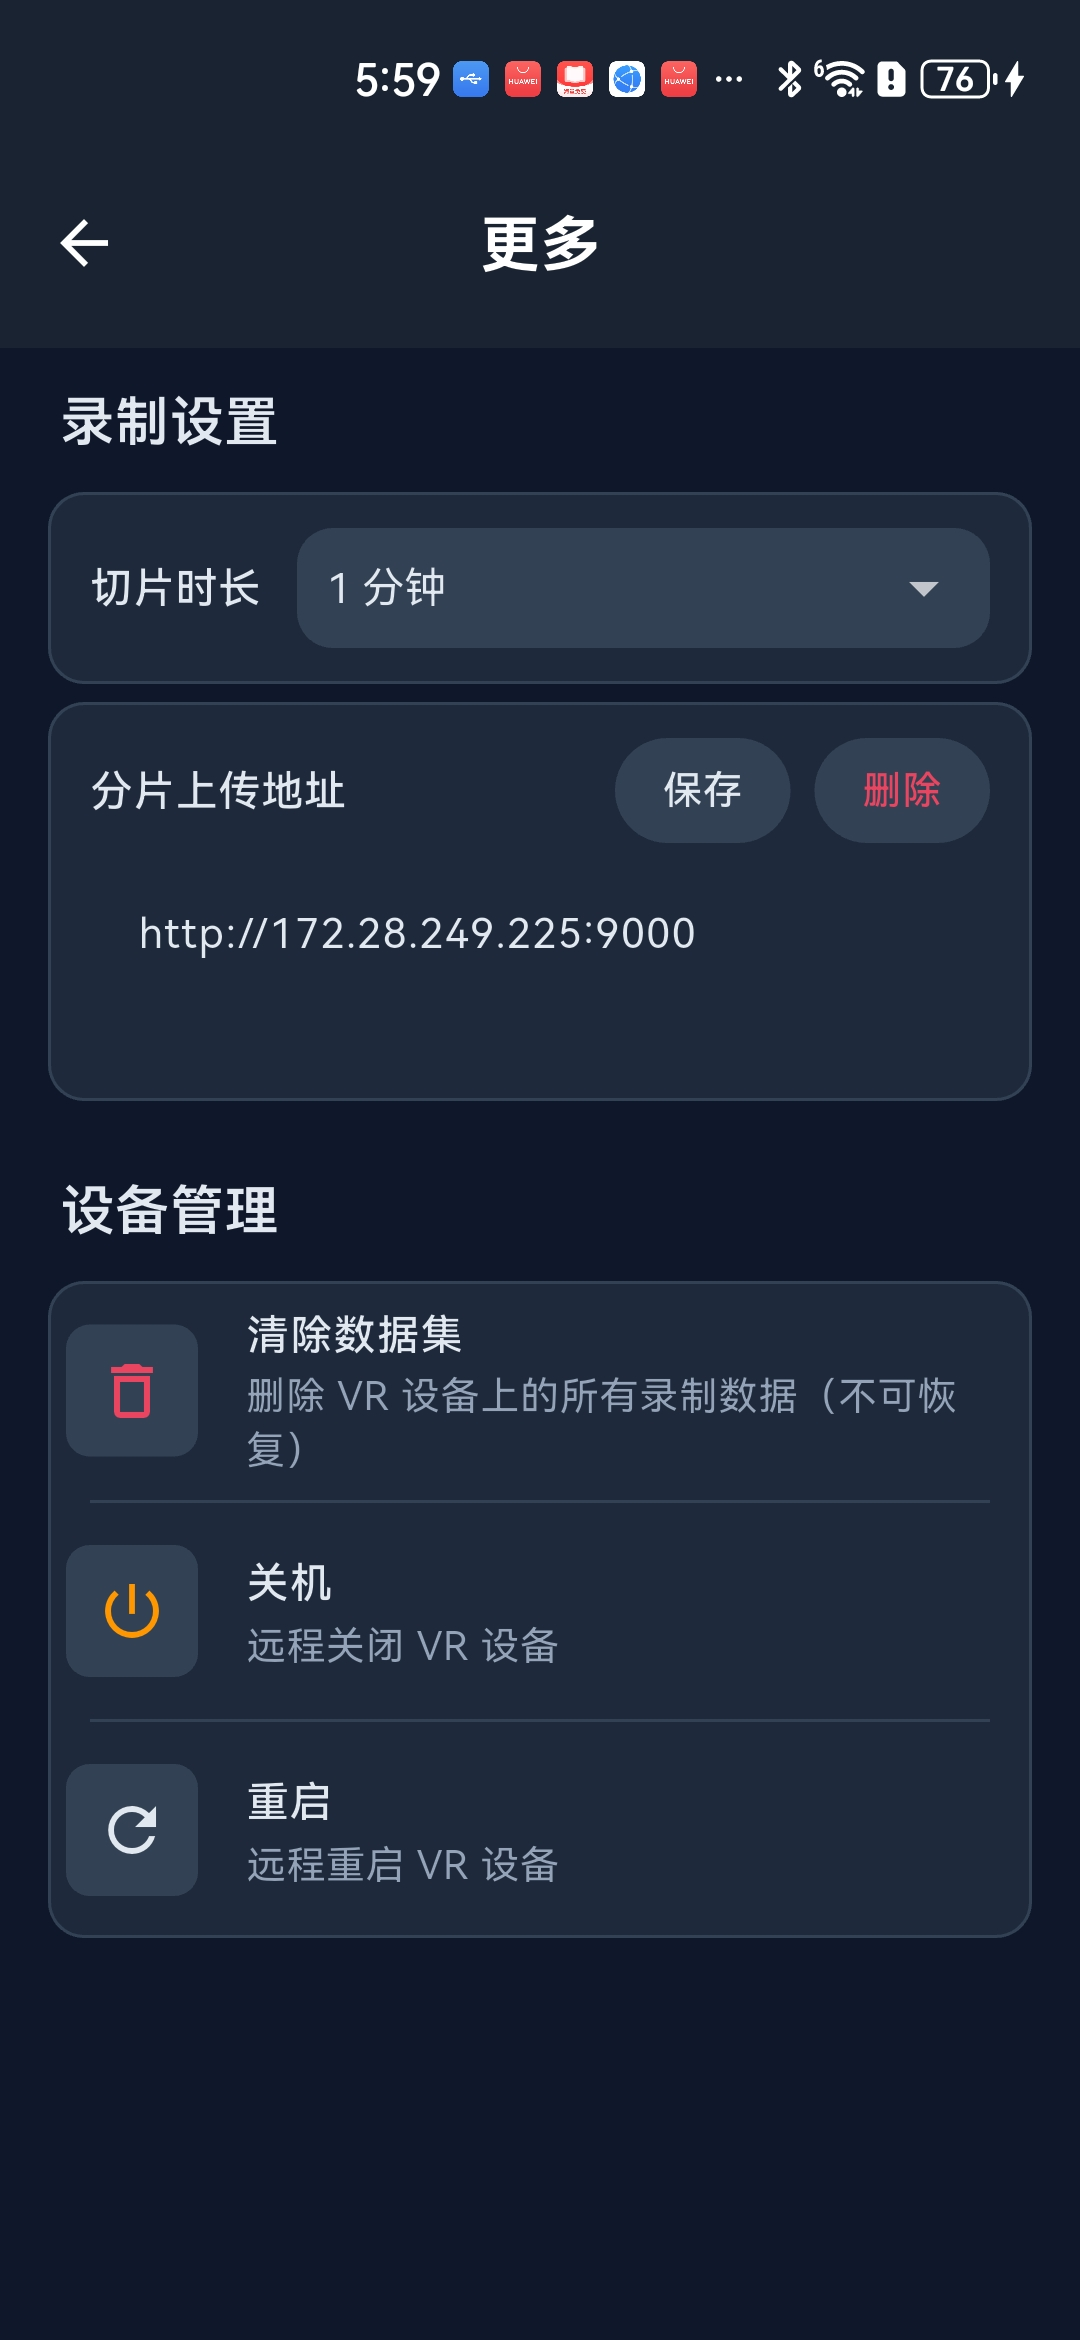 5:59 HUAWEI HUAWEI ... 6 76
更多
录制设置
切片时长 1 分钟
分片上传地址 保存 删除
http://172.28.249.225:9000
设备管理
清除数据集
删除 VR 设备上的所有录制数据（不可恢
复）
关机
远程关闭 VR 设备
重启
远程重启 VR 设备